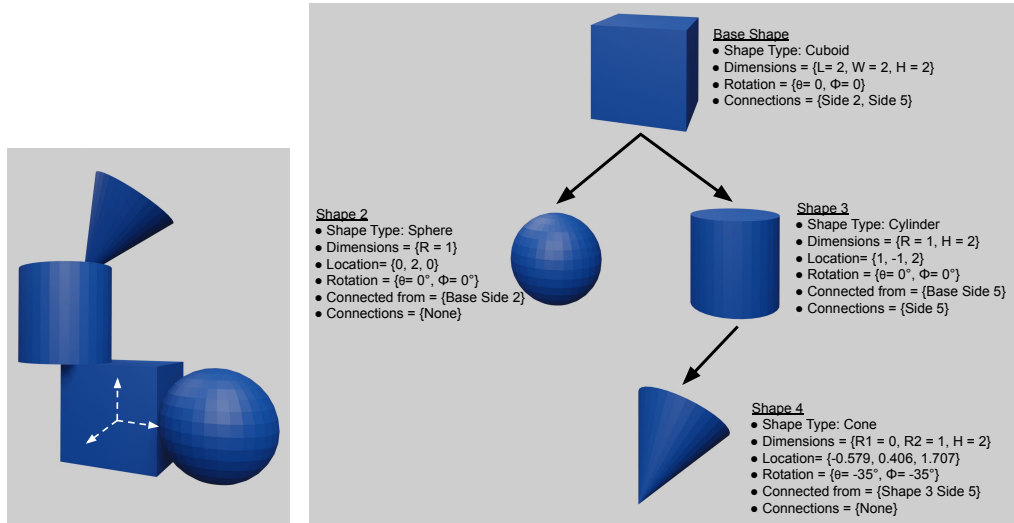 Base Shape
● Shape Type: Cuboid
● Dimensions = {L= 2, W = 2, H = 2}
● Rotation = {θ= 0, Φ= 0}
● Connections = {Side 2, Side 5}
Shape 2
● Shape Type: Sphere
● Dimensions = {R = 1}
● Location= {0, 2, 0}
● Rotation = {θ= 0°, Φ= 0°}
● Connected from = {Base Side 2}
● Connections = {None}
Shape 3
● Shape Type: Cylinder
● Dimensions = {R = 1, H = 2}
● Location= {1, -1, 2}
● Rotation = {θ= 0°, Φ= 0°}
● Connected from = {Base Side 5}
● Connections = {Side 5}
Shape 4
● Shape Type: Cone
● Dimensions = {R1 = 0, R2 = 1, H = 2}
● Location= {-0.579, 0.406, 1.707}
● Rotation = {θ= -35°, Φ= -35°}
● Connected from = {Shape 3 Side 5}
● Connections = {None}